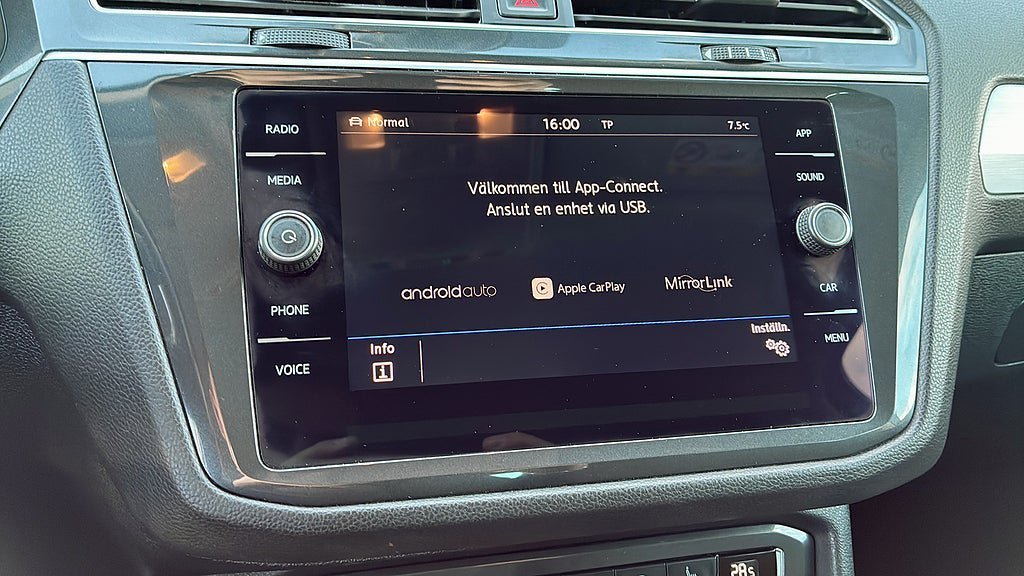 Normal 16:00 TP 7.5°C
RADIO
MEDIA
PHONE
VOICE
Välkommen till App-Connect.
Anslut en enhet via USB.
androidauto Apple CarPlay MirrorLink
Inställn.
Info
APP
SOUND
CAR
MENU